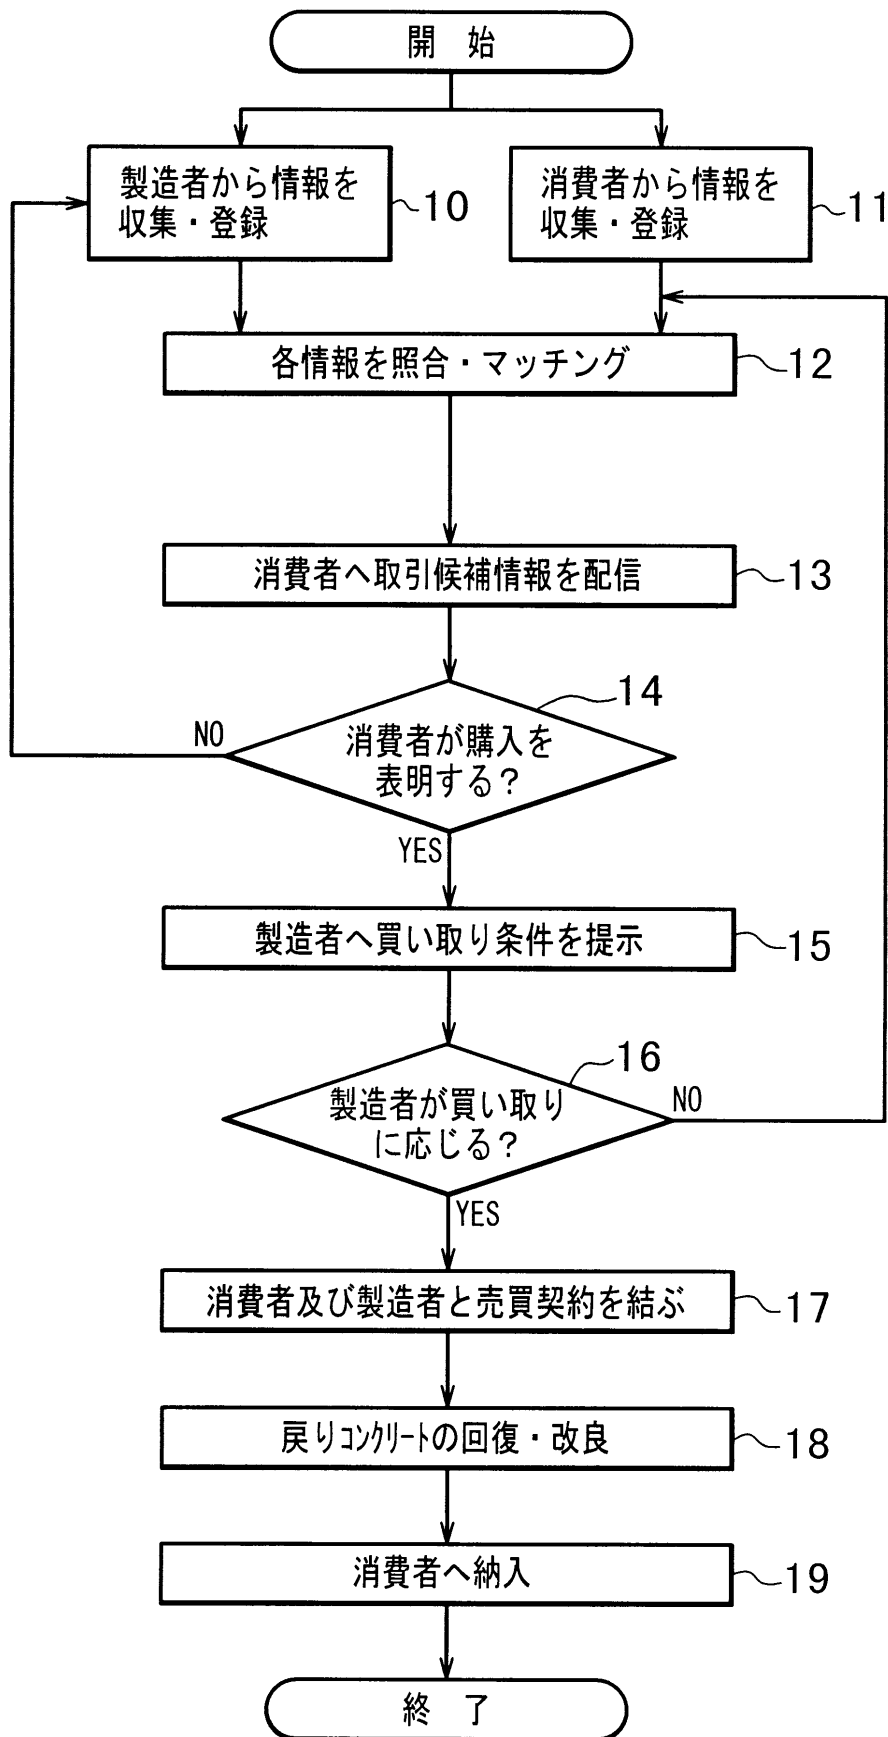 開 始
製造者から情報を
収集・登録
10
消費者から情報を
収集・登録
11
各情報を照合・マッチング
12
消費者へ取引候補情報を配信
13
14
NO
消費者が購入を
表明する?
YES
製造者へ買い取り条件を提示
15
16
製造者が買い取り
に応じる?
NO
YES
消費者及び製造者と売買契約を結ぶ
17
戻りコンクリートの回復・改良
18
消費者へ納入
19
終 了